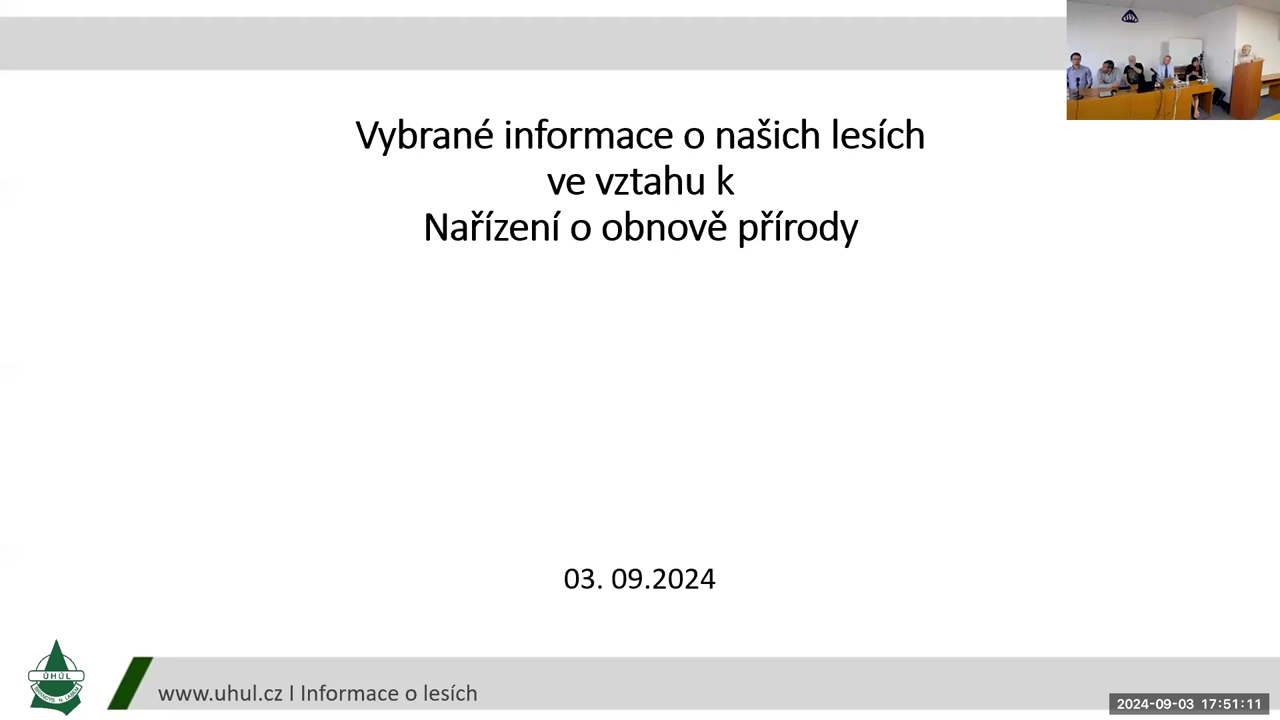 Vybrané informace o našich lesích
ve vztahu k
Nařízení o obnově přírody
03. 09.2024
ÚHÚL
www.uhul.cz I Informace o lesích
2024-09-03 17:51:11